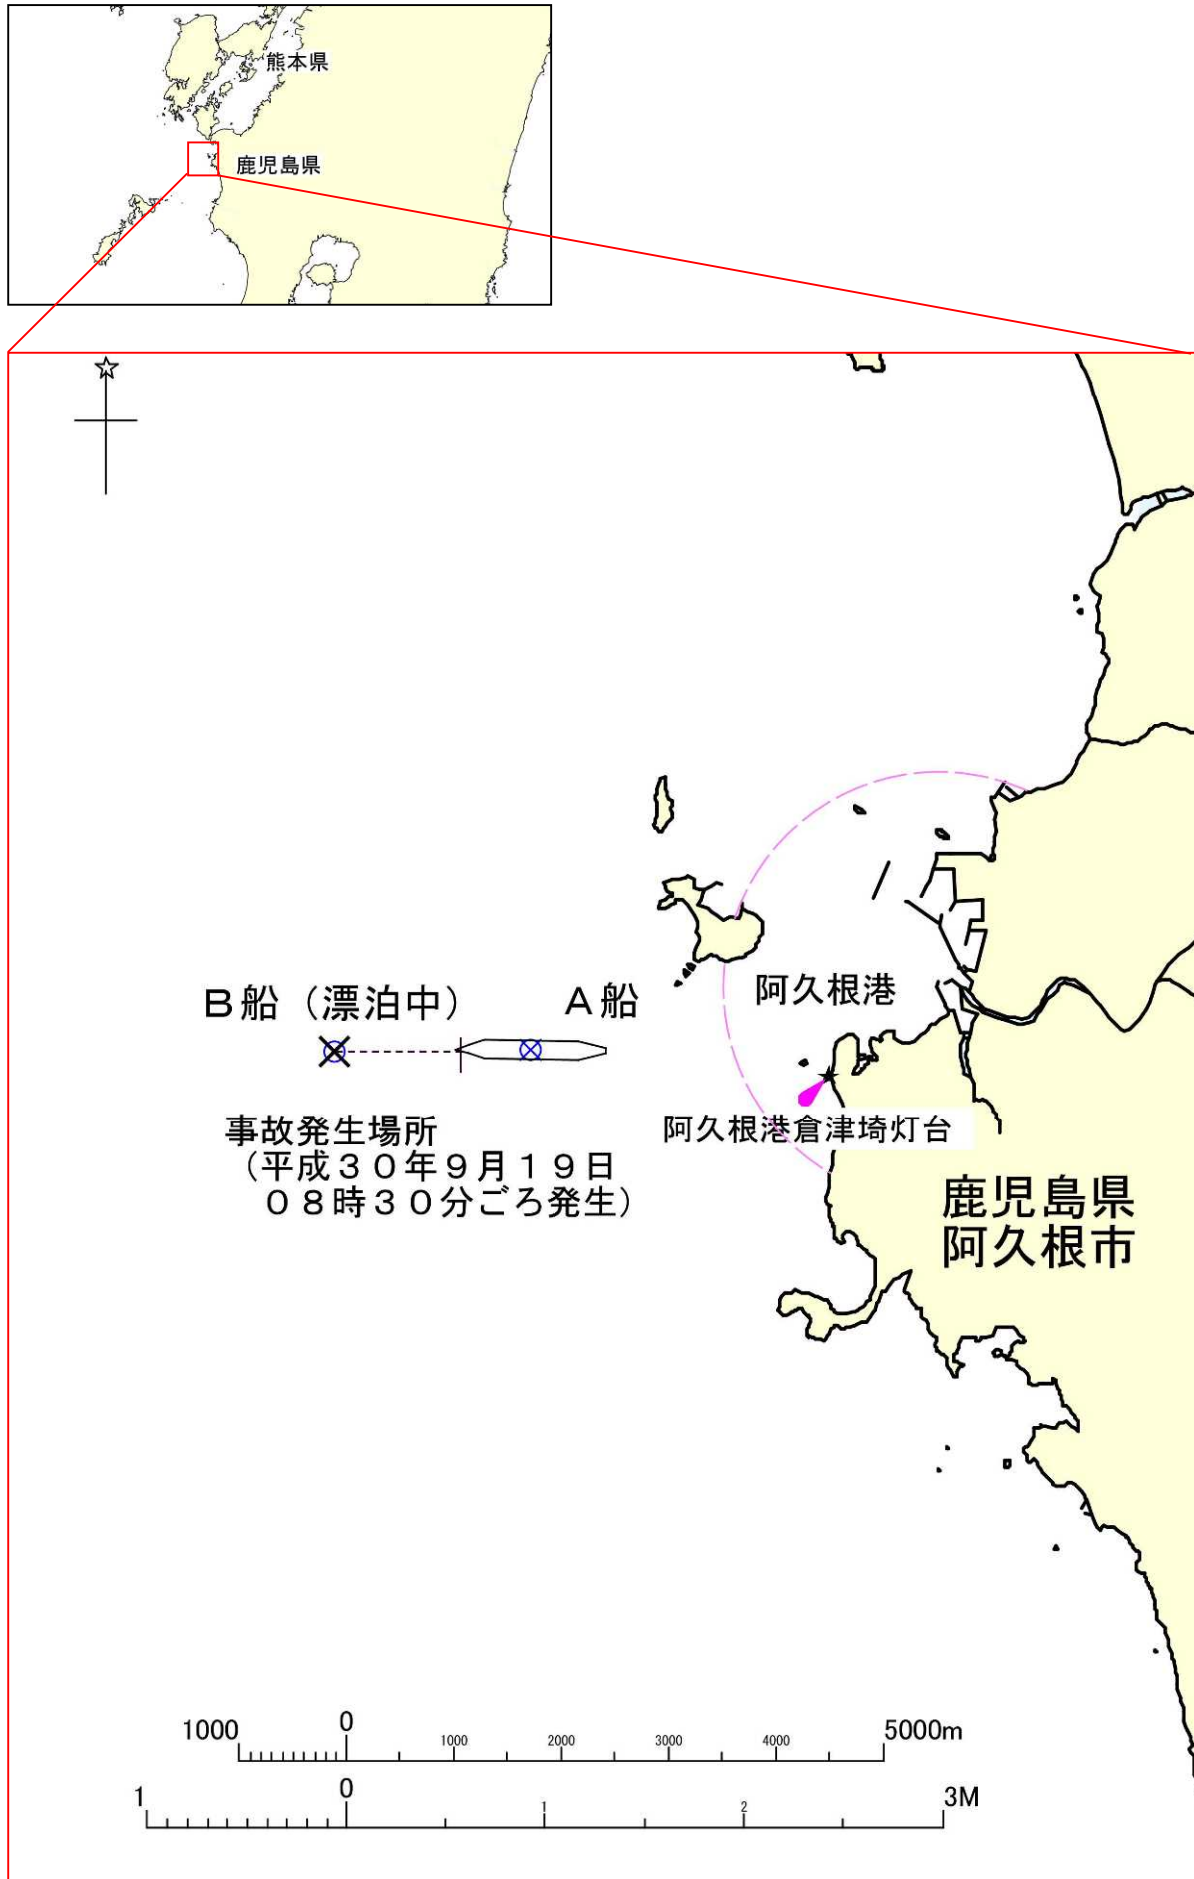 熊本県
鹿児島県
阿久根港
B船（漂泊中）
A船
事故発生場所
（平成３０年９月１９日
０８時３０分ごろ発生）
阿久根港倉津埼灯台
鹿児島県
阿久根市
1000 0 1000 2000 3000 4000 5000m
1 0 1 2 3M